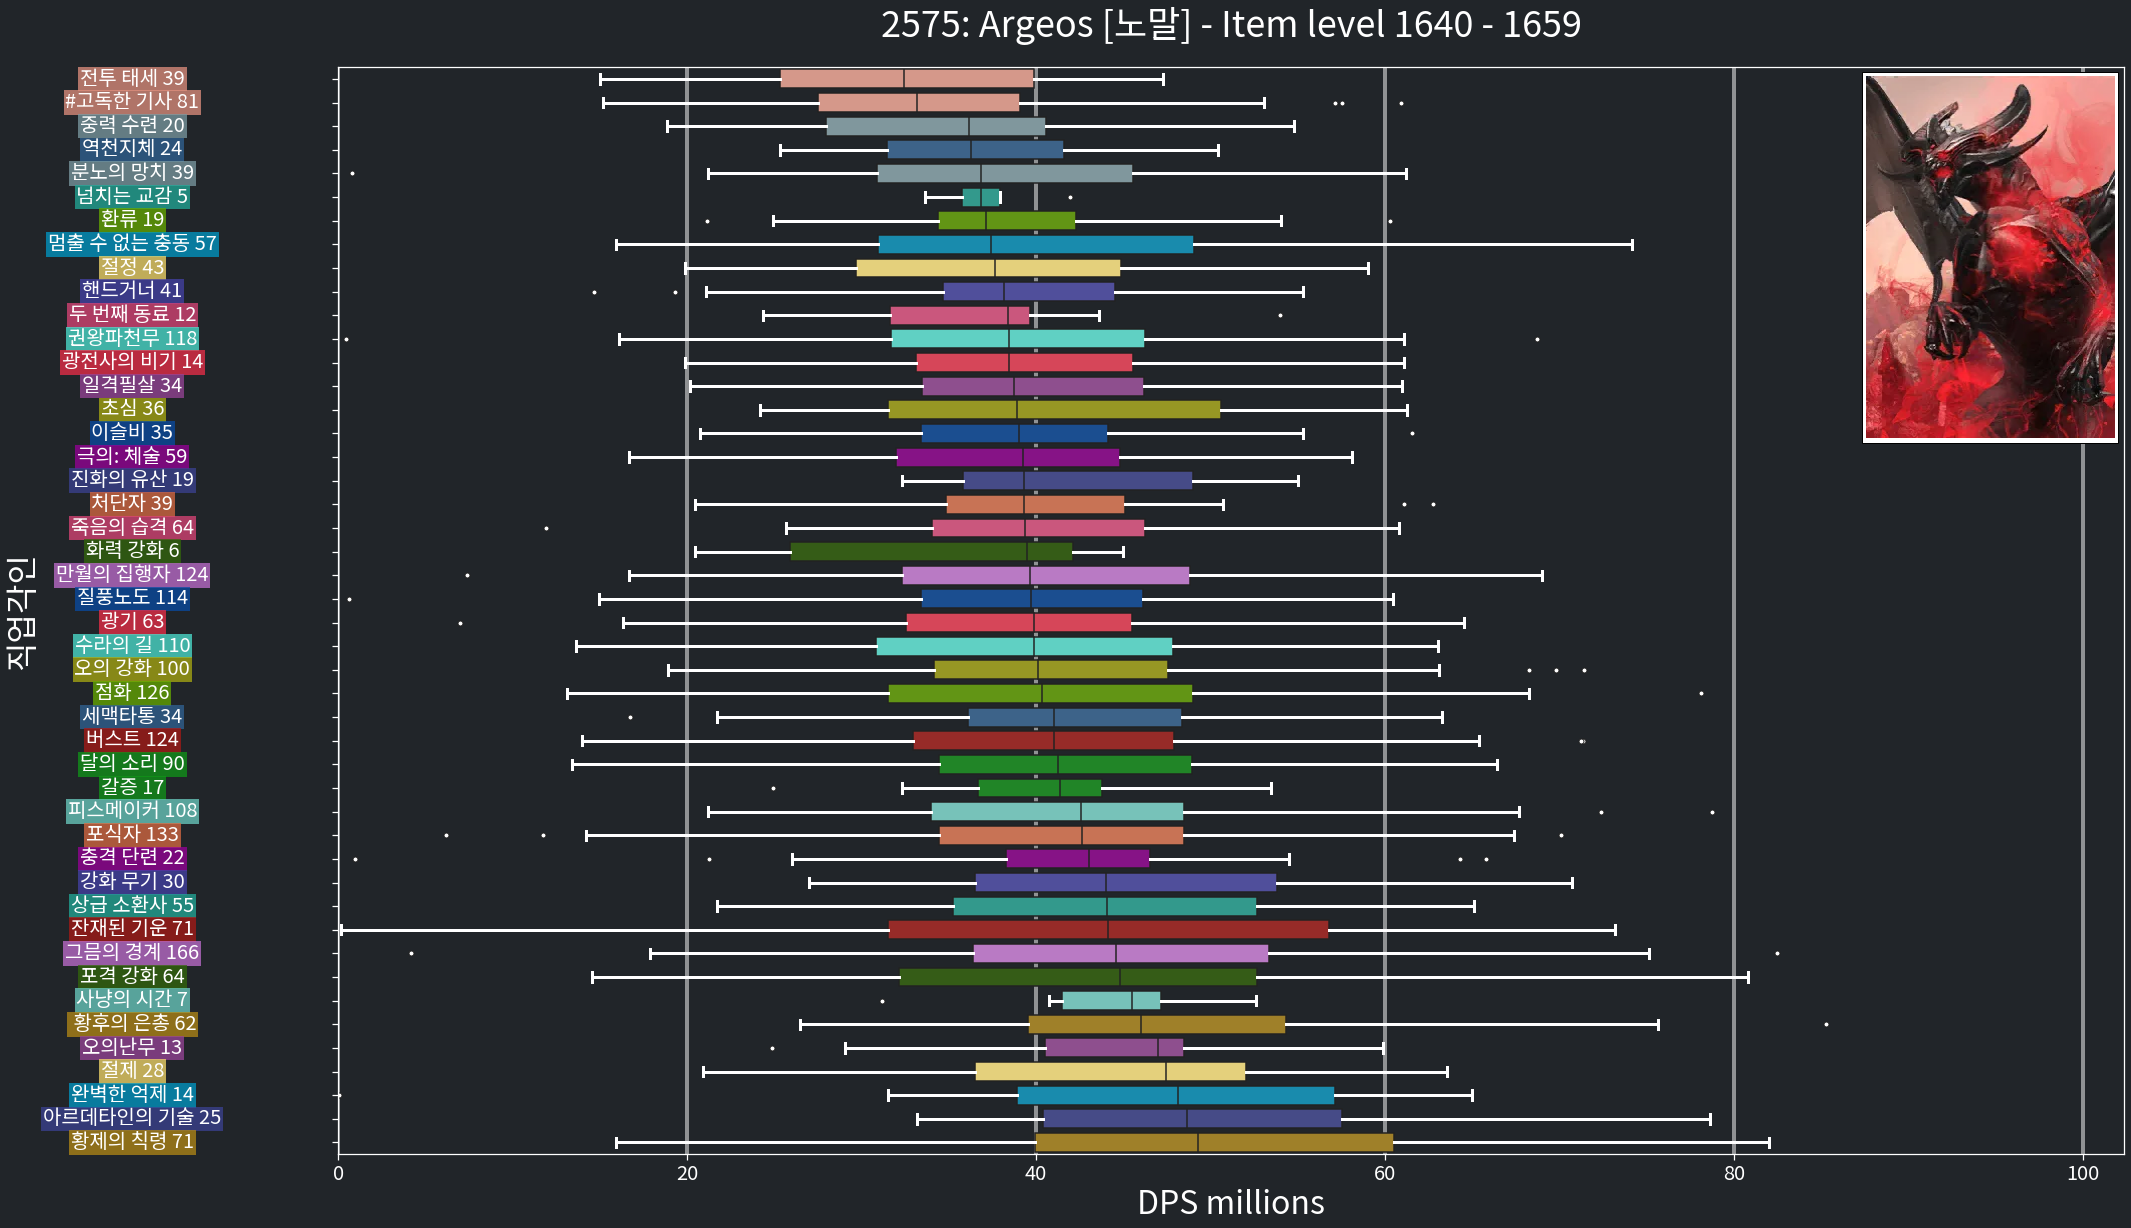 2575: Argeos [노말] - Item level 1640 - 1659
직업각인
전투 태세 39
#고독한 기사 81
중력 수련 20
역천지체 24
분노의 망치 39
넘치는 교감 5
환류 19
멈출 수 없는 충동 57
절정 43
핸드거너 41
두 번째 동료 12
권왕파천무 118
광전사의 비기 14
일격필살 34
초심 36
이슬비 35
극의: 체술 59
진화의 유산 19
처단자 39
죽음의 습격 64
화력 강화 6
만월의 집행자 124
질풍노도 114
광기 63
수라의 길 110
오의 강화 100
점화 126
세맥타통 34
버스트 124
달의 소리 90
갈증 17
피스메이커 108
포식자 133
충격 단련 22
강화 무기 30
상급 소환사 55
잔재된 기운 71
그믐의 경계 166
포격 강화 64
사냥의 시간 7
황후의 은총 62
오의난무 13
절제 28
완벽한 억제 14
아르데타인의 기술 25
황제의 칙령 71
0 20 40 60 80 100
DPS millions